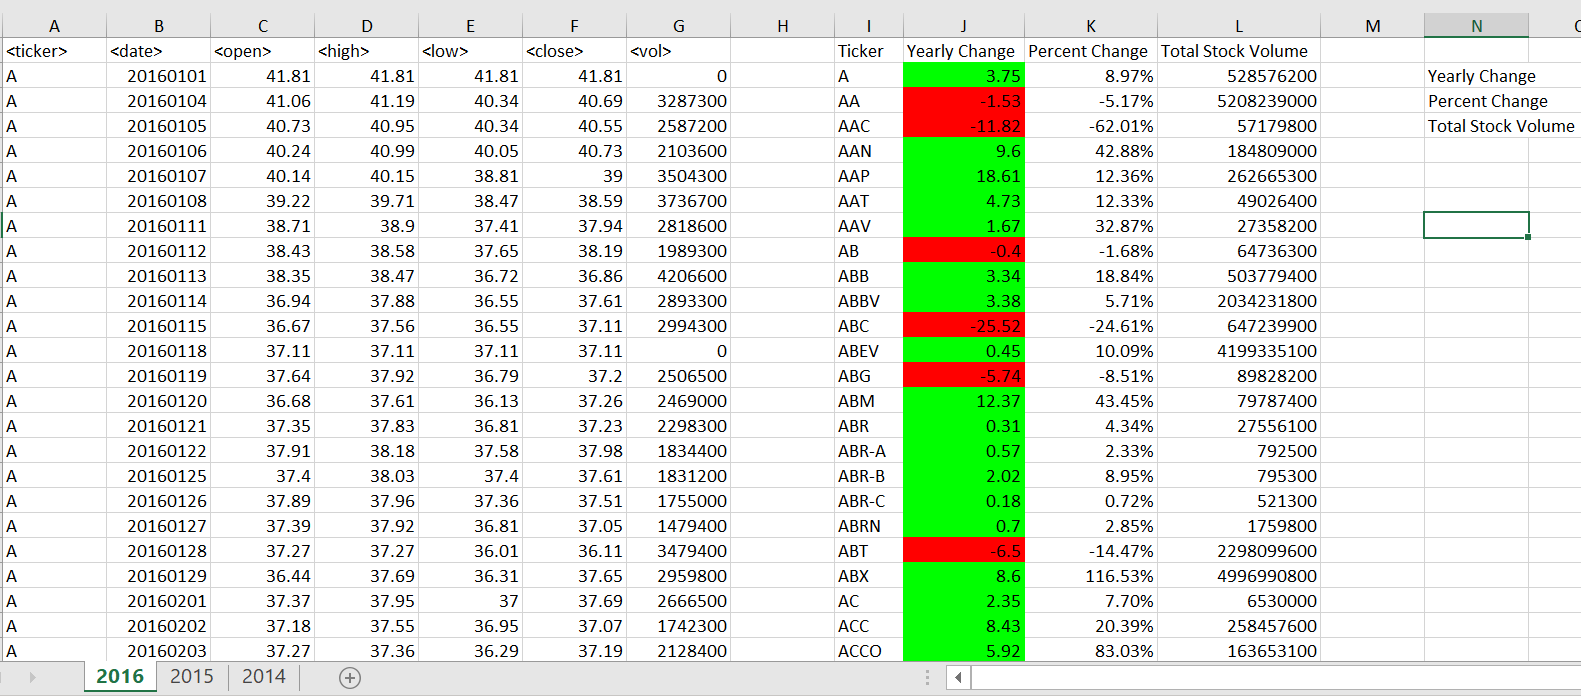 A B C D E F G H I J K L M N
<ticker> <date> <open> <high> <low> <close> <vol> Ticker Yearly Change Percent Change Total Stock Volume
A 20160101 41.81 41.81 41.81 41.81 0 A 3.75 8.97% 528576200 Yearly Change
A 20160104 41.06 41.19 40.34 40.69 3287300 AA -1.53 -5.17% 5208239000 Percent Change
A 20160105 40.73 40.95 40.34 40.55 2587200 AAC -11.82 -62.01% 57179800 Total Stock Volume
A 20160106 40.24 40.99 40.05 40.73 2103600 AAN 9.6 42.88% 184809000
A 20160107 40.14 40.15 38.81 39 3504300 AAP 18.61 12.36% 262665300
A 20160108 39.22 39.71 38.47 38.59 3736700 AAT 4.73 12.33% 49026400
A 20160111 38.71 38.9 37.41 37.94 2818600 AAV 1.67 32.87% 27358200
A 20160112 38.43 38.58 37.65 38.19 1989300 AB -0.4 -1.68% 64736300
A 20160113 38.35 38.47 36.72 36.86 4206600 ABB 3.34 18.84% 503779400
A 20160114 36.94 37.88 36.55 37.61 2893300 ABBV 3.38 5.71% 2034231800
A 20160115 36.67 37.56 36.55 37.11 2994300 ABC -25.52 -24.61% 647239900
A 20160118 37.11 37.11 37.11 37.11 0 ABEV 0.45 10.09% 4199335100
A 20160119 37.64 37.92 36.79 37.2 2506500 ABG -5.74 -8.51% 89828200
A 20160120 36.68 37.61 36.13 37.26 2469000 ABM 12.37 43.45% 79787400
A 20160121 37.35 37.83 36.81 37.23 2298300 ABR 0.31 4.34% 27556100
A 20160122 37.91 38.18 37.58 37.98 1834400 ABR-A 0.57 2.33% 792500
A 20160125 37.4 38.03 37.4 37.61 1831200 ABR-B 2.02 8.95% 795300
A 20160126 37.89 37.96 37.36 37.51 1755000 ABR-C 0.18 0.72% 521300
A 20160127 37.39 37.92 36.81 37.05 1479400 ABRN 0.7 2.85% 1759800
A 20160128 37.27 37.27 36.01 36.11 3479400 ABT -6.5 -14.47% 2298099600
A 20160129 36.44 37.69 36.31 37.65 2959800 ABX 8.6 116.53% 4996990800
A 20160201 37.37 37.95 37 37.69 2666500 AC 2.35 7.70% 6530000
A 20160202 37.18 37.55 36.95 37.07 1742300 ACC 8.43 20.39% 258457600
A 20160203 37.27 37.36 36.29 37.19 2128400 ACCO 5.92 83.03% 163653100
2016 2015 2014